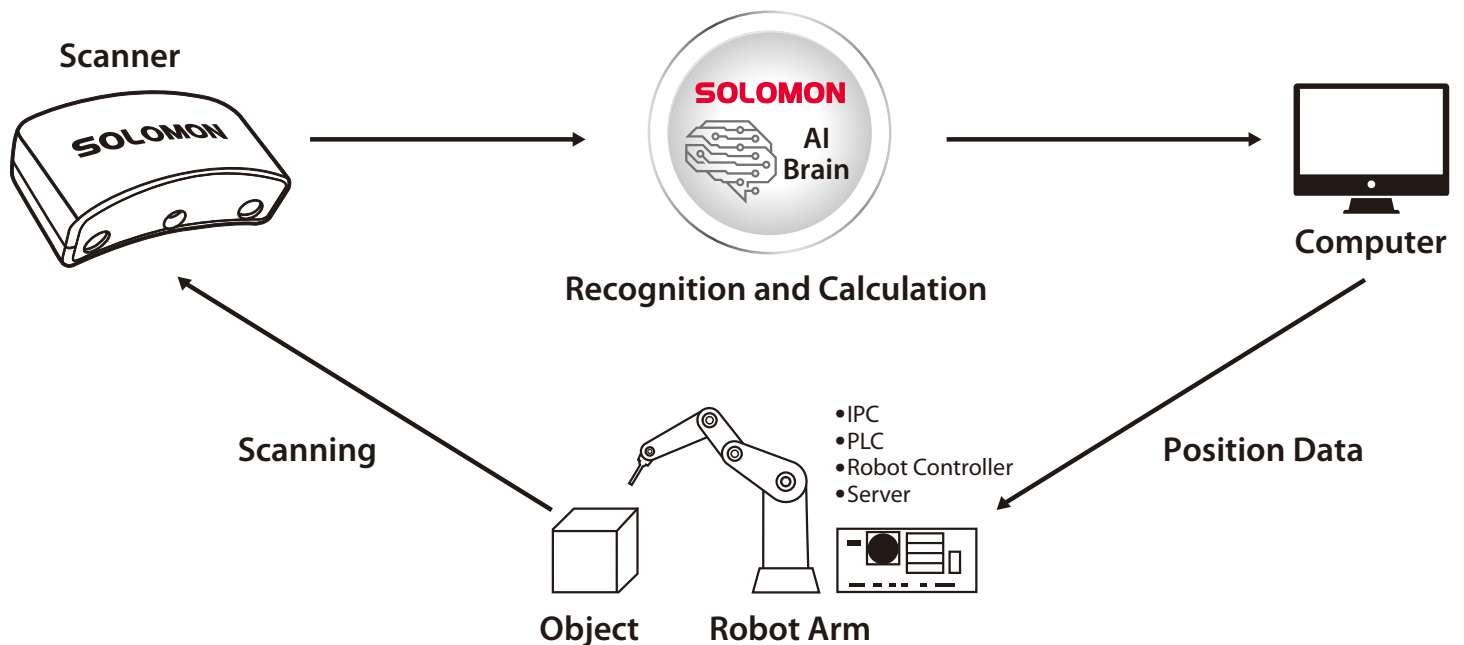 Scanner
SOLOMON
SOLOMON
AI
Brain
Recognition and Calculation
Computer
Scanning
•IPC
•PLC
•Robot Controller
•Server
Position Data
Object
Robot Arm